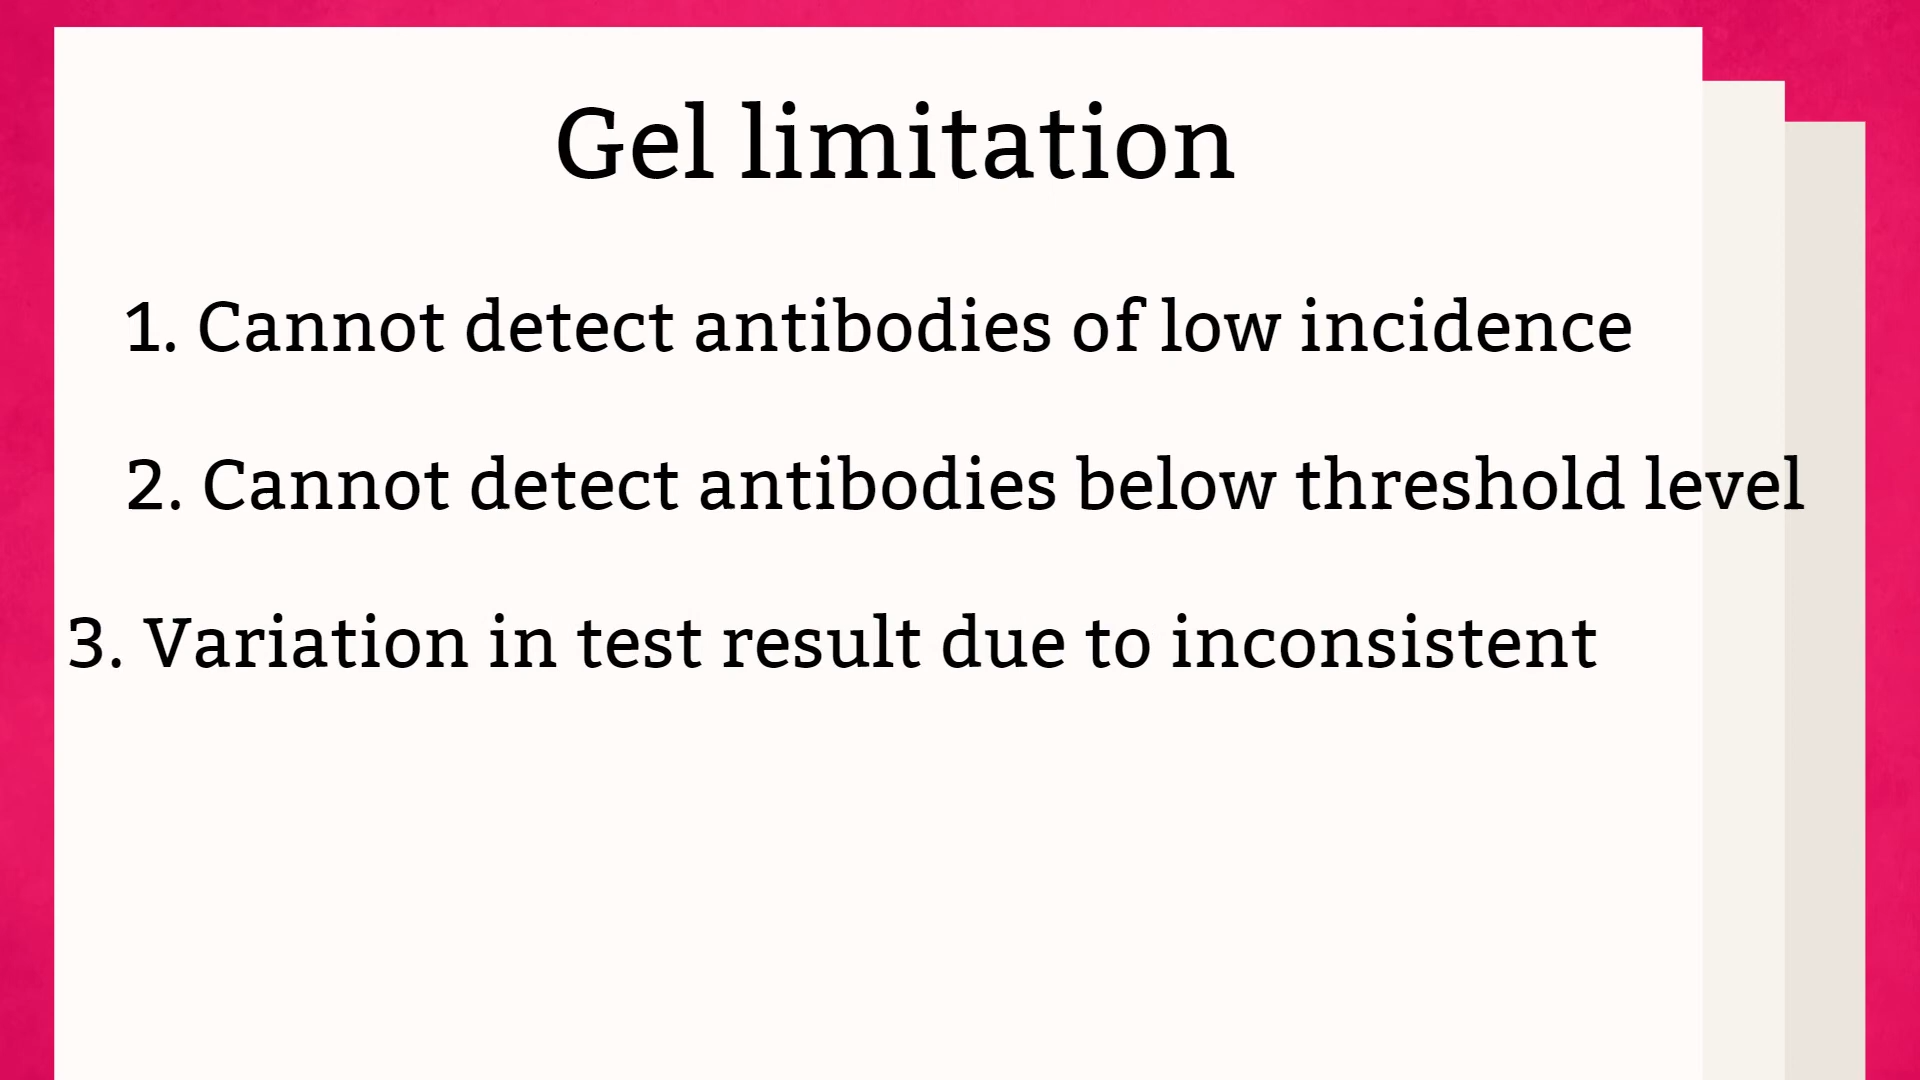 Gel limitation
1. Cannot detect antibodies of low incidence
2. Cannot detect antibodies below threshold level
3. Variation in test result due to inconsistent